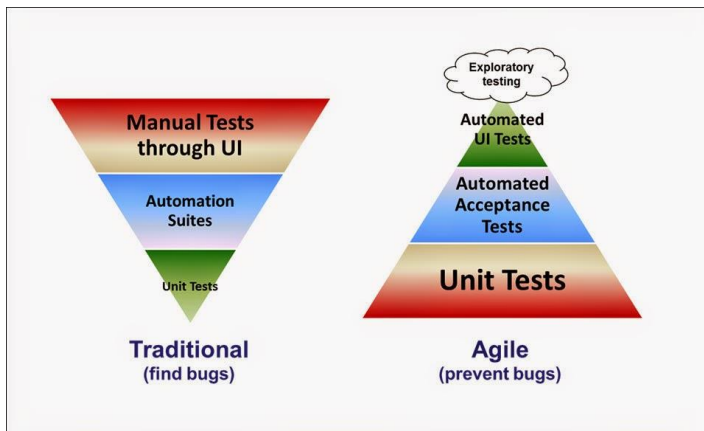 Manual Tests
through UI
Automation
Suites
Unit Tests
Traditional
(find bugs)
Exploratory
testing
Automated
UI Tests
Automated
Acceptance
Tests
Unit Tests
Agile
(prevent bugs)